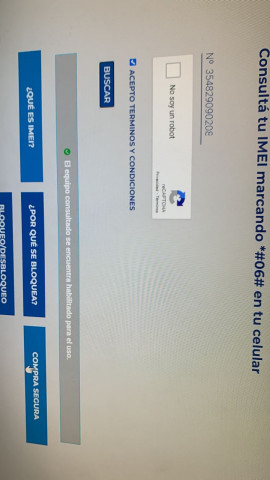 Consultá tu IMEI marcando *#06# en tu celular
N° 354829090208
No soy un robot
reCAPTCHA
Privacidad - Términos
ACEPTO TERMINOS Y CONDICIONES
BUSCAR
El equipo consultado se encuentra habilitado para el uso.
¿QUÉ ES IMEI?
¿POR QUÉ SE BLOQUEA?
COMPRA SEGURA
BLOQUEO/DESBLOQUEO